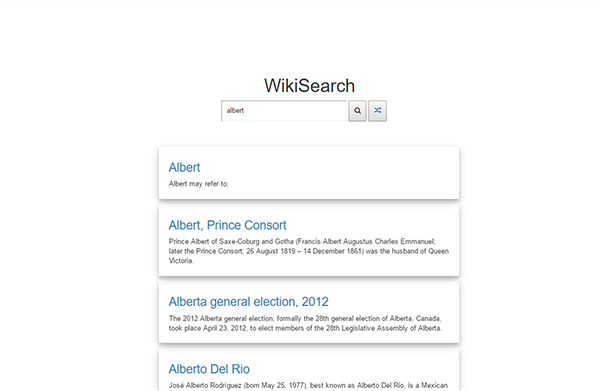 WikiSearch
albert
Albert
Albert may refer to:
Albert, Prince Consort
Prince Albert of Saxe-Coburg and Gotha (Francis Albert Augustus Charles Emmanuel;
later the Prince Consort; 26 August 1819 – 14 December 1861) was the husband of Queen
Victoria.
Alberta general election, 2012
The 2012 Alberta general election, formally the 28th general election of Alberta, Canada,
took place April 23, 2012, to elect members of the 28th Legislative Assembly of Alberta.
Alberto Del Rio
José Alberto Rodríguez (born May 25, 1977), best known as Alberto Del Rio, is a Mexican